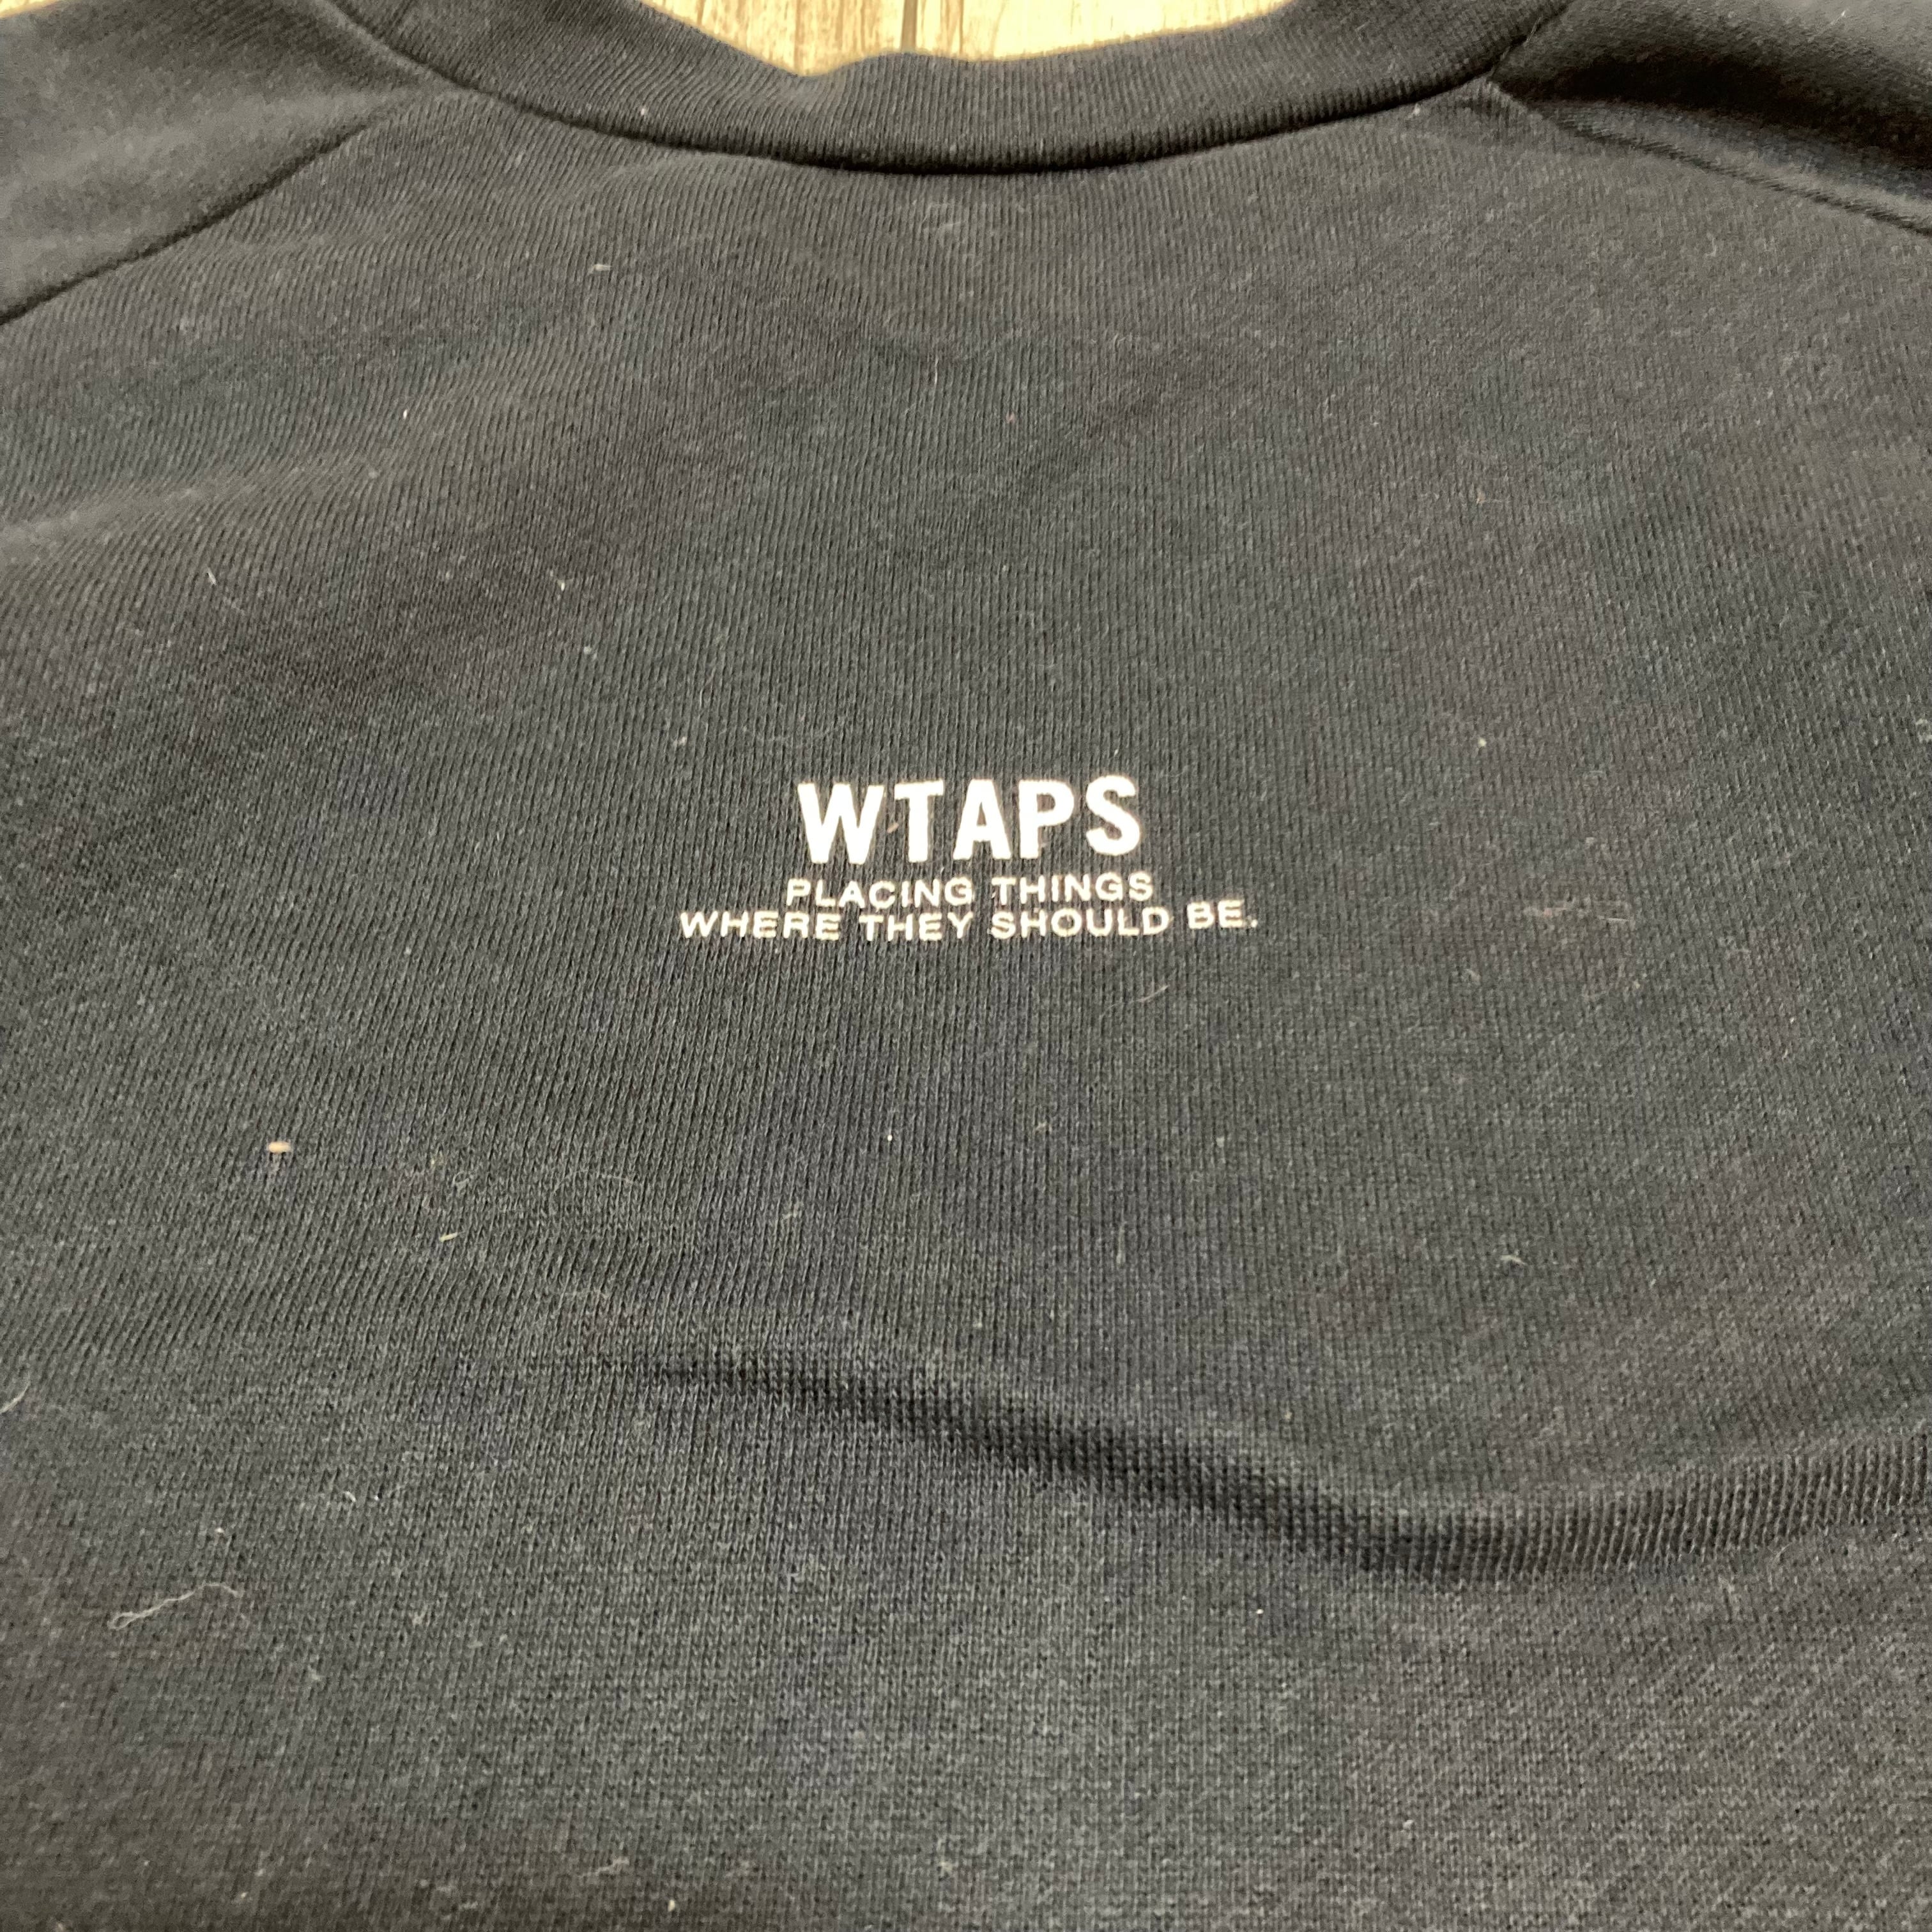 WTAPS
PLACING THINGS
WHERE THEY SHOULD BE.